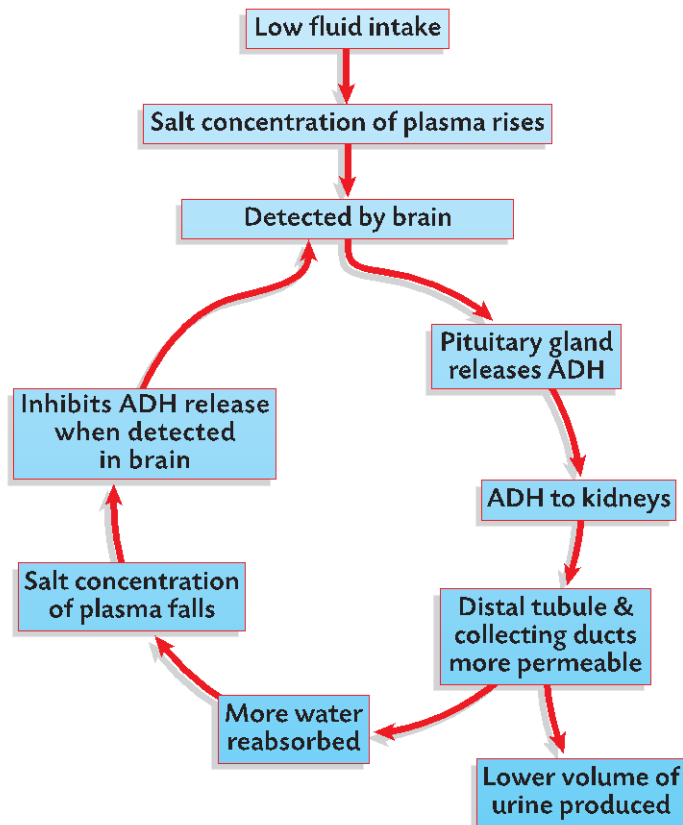 Low fluid intake
Salt concentration of plasma rises
Detected by brain
Pituitary gland
releases ADH
ADH to kidneys
Distal tubule &
collecting ducts
more permeable
Lower volume of
urine produced
More water
reabsorbed
Salt concentration
of plasma falls
Inhibits ADH release
when detected
in brain